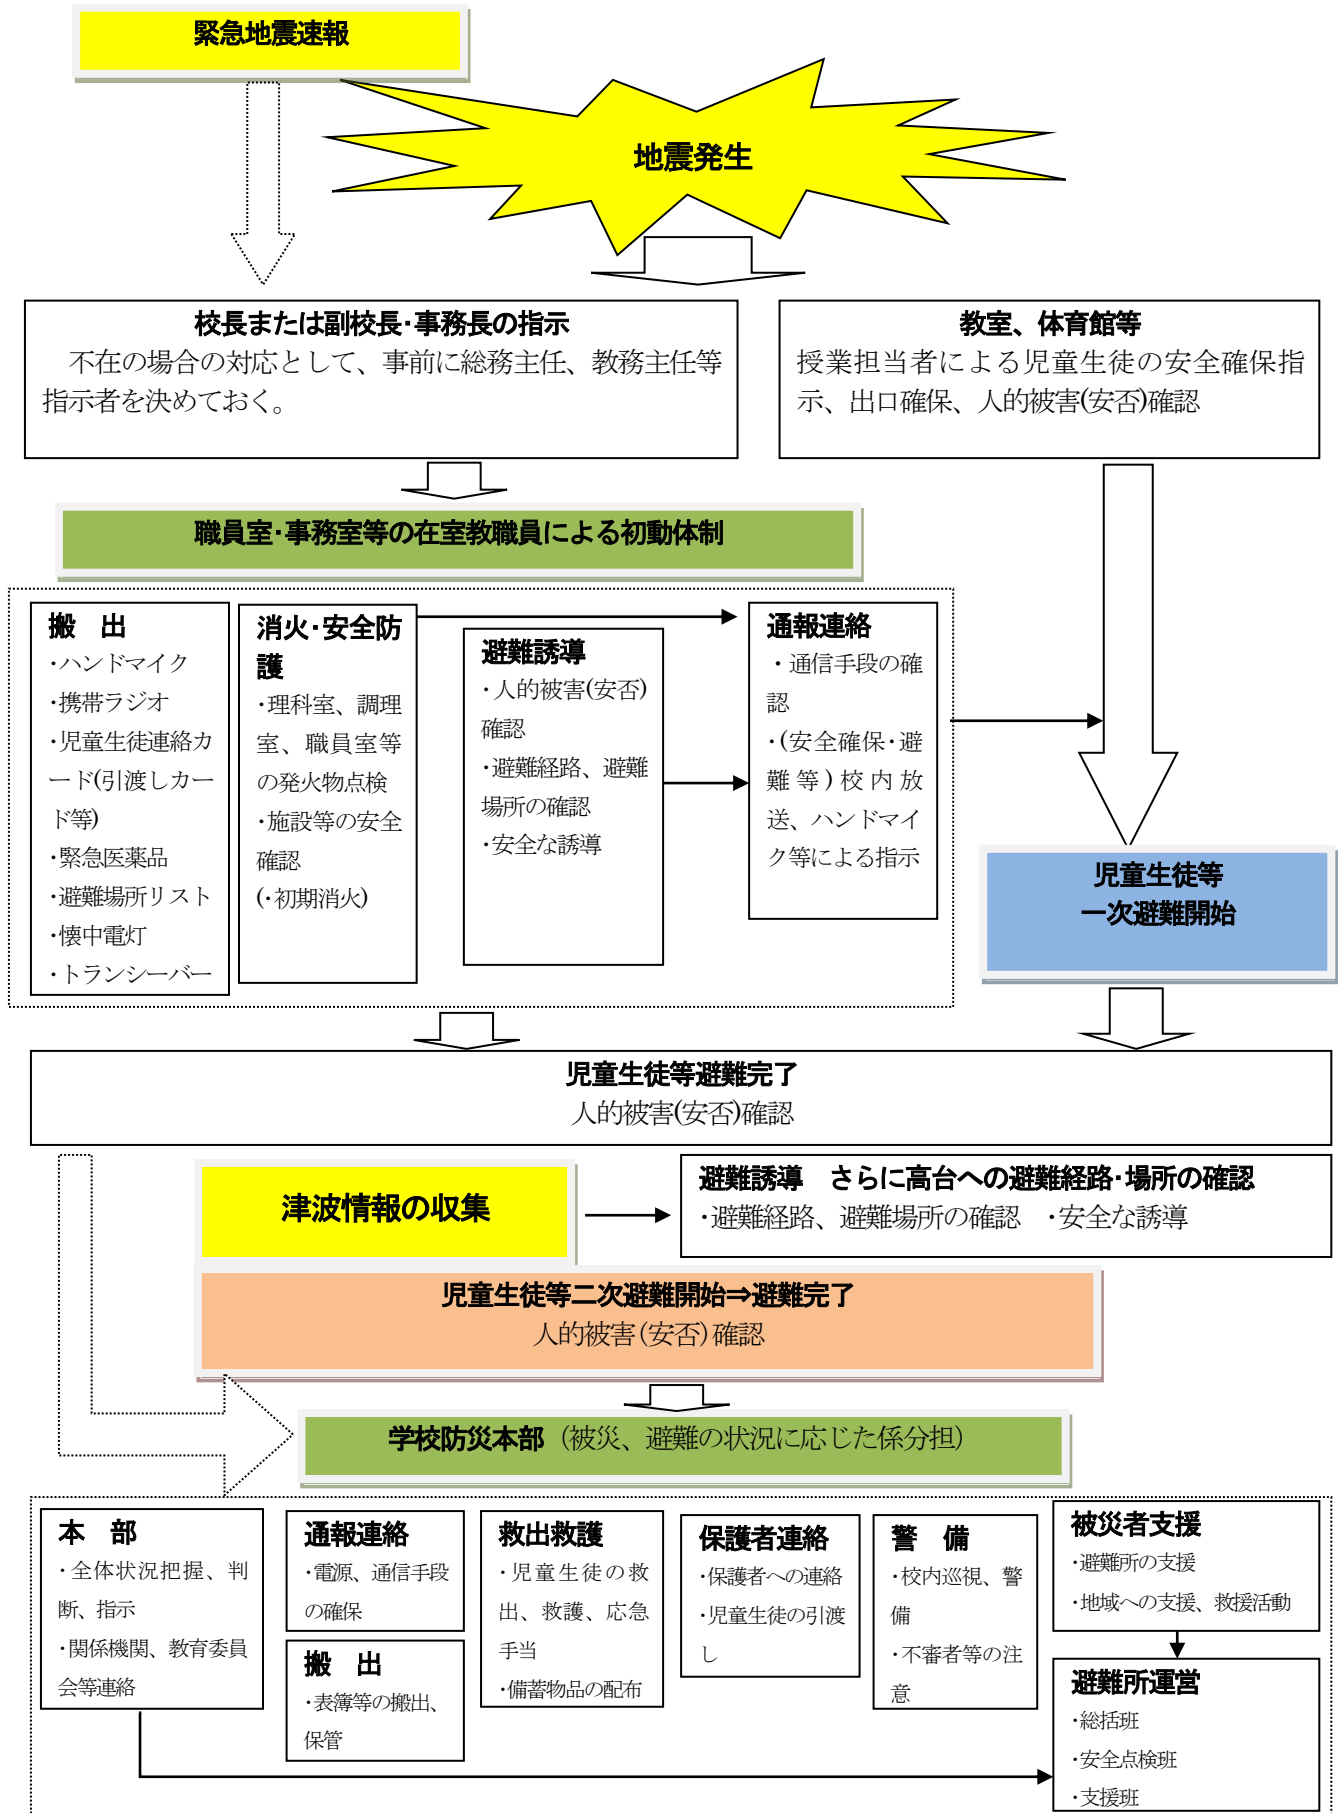 緊急地震速報
地震発生
校長または副校長・事務長の指示
不在の場合の対応として、事前に総務主任、教務主任等
指示者を決めておく。
教室、体育館等
授業担当者による児童生徒の安全確保指
示、出口確保、人的被害(安否)確認
職員室・事務室等の在室教職員による初動体制
搬　出
・ハンドマイク
・携帯ラジオ
・児童生徒連絡カ
ード(引渡しカー
ド等)
・緊急医薬品
・避難場所リスト
・懐中電灯
・トランシーバー
消火・安全防
護
・理科室、調理
室、職員室等
の発火物点検
・施設等の安全
確認
(・初期消火)
避難誘導
・人的被害(安否)
確認
・避難経路、避難
場所の確認
・安全な誘導
通報連絡
・通信手段の確
認
・(安全確保・避
難等)校内放
送、ハンドマイ
ク等による指示
児童生徒等
一次避難開始
児童生徒等避難完了
人的被害(安否)確認
津波情報の収集
避難誘導　さらに高台への避難経路・場所の確認
・避難経路、避難場所の確認　・安全な誘導
児童生徒等二次避難開始⇒避難完了
人的被害(安否)確認
学校防災本部（被災、避難の状況に応じた係分担）
本　部
・全体状況把握、判
断、指示
・関係機関、教育委員
会等連絡
通報連絡
・電源、通信手段
の確保
搬　出
・表簿等の搬出、
保管
救出救護
・児童生徒の救
出、救護、応急
手当
・備蓄物品の配布
保護者連絡
・保護者への連絡
・児童生徒の引渡
し
警　備
・校内巡視、警
備
・不審者等の注
意
被災者支援
・避難所の支援
・地域への支援、救援活動
避難所運営
・総括班
・安全点検班
・支援班